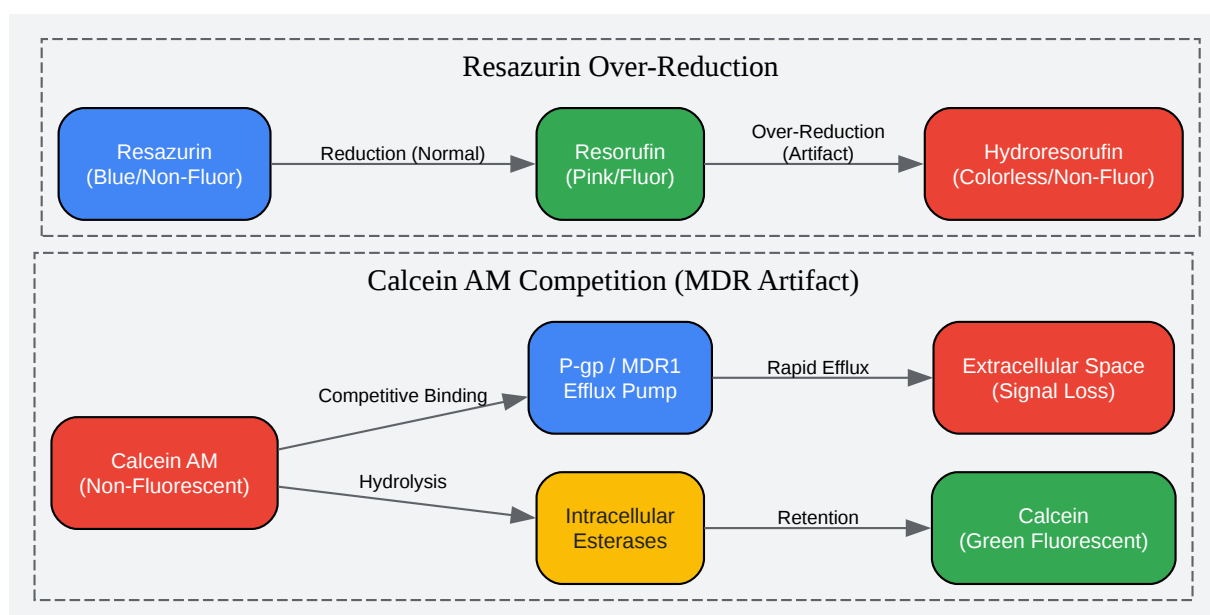 Resazurin Over-Reduction
Resazurin
(Blue/Non-Fluor)
Reduction (Normal)
Resorufin
(Pink/Fluor)
Over-Reduction
(Artifact)
Hydroresorufin
(Colorless/Non-Fluor)
Calcein AM Competition (MDR Artifact)
Calcein AM
(Non-Fluorescent)
Competitive Binding
P-gp / MDR1
Efflux Pump
Rapid Efflux
Extracellular Space
(Signal Loss)
Hydrolysis
Intracellular
Esterases
Retention
Calcein
(Green Fluorescent)